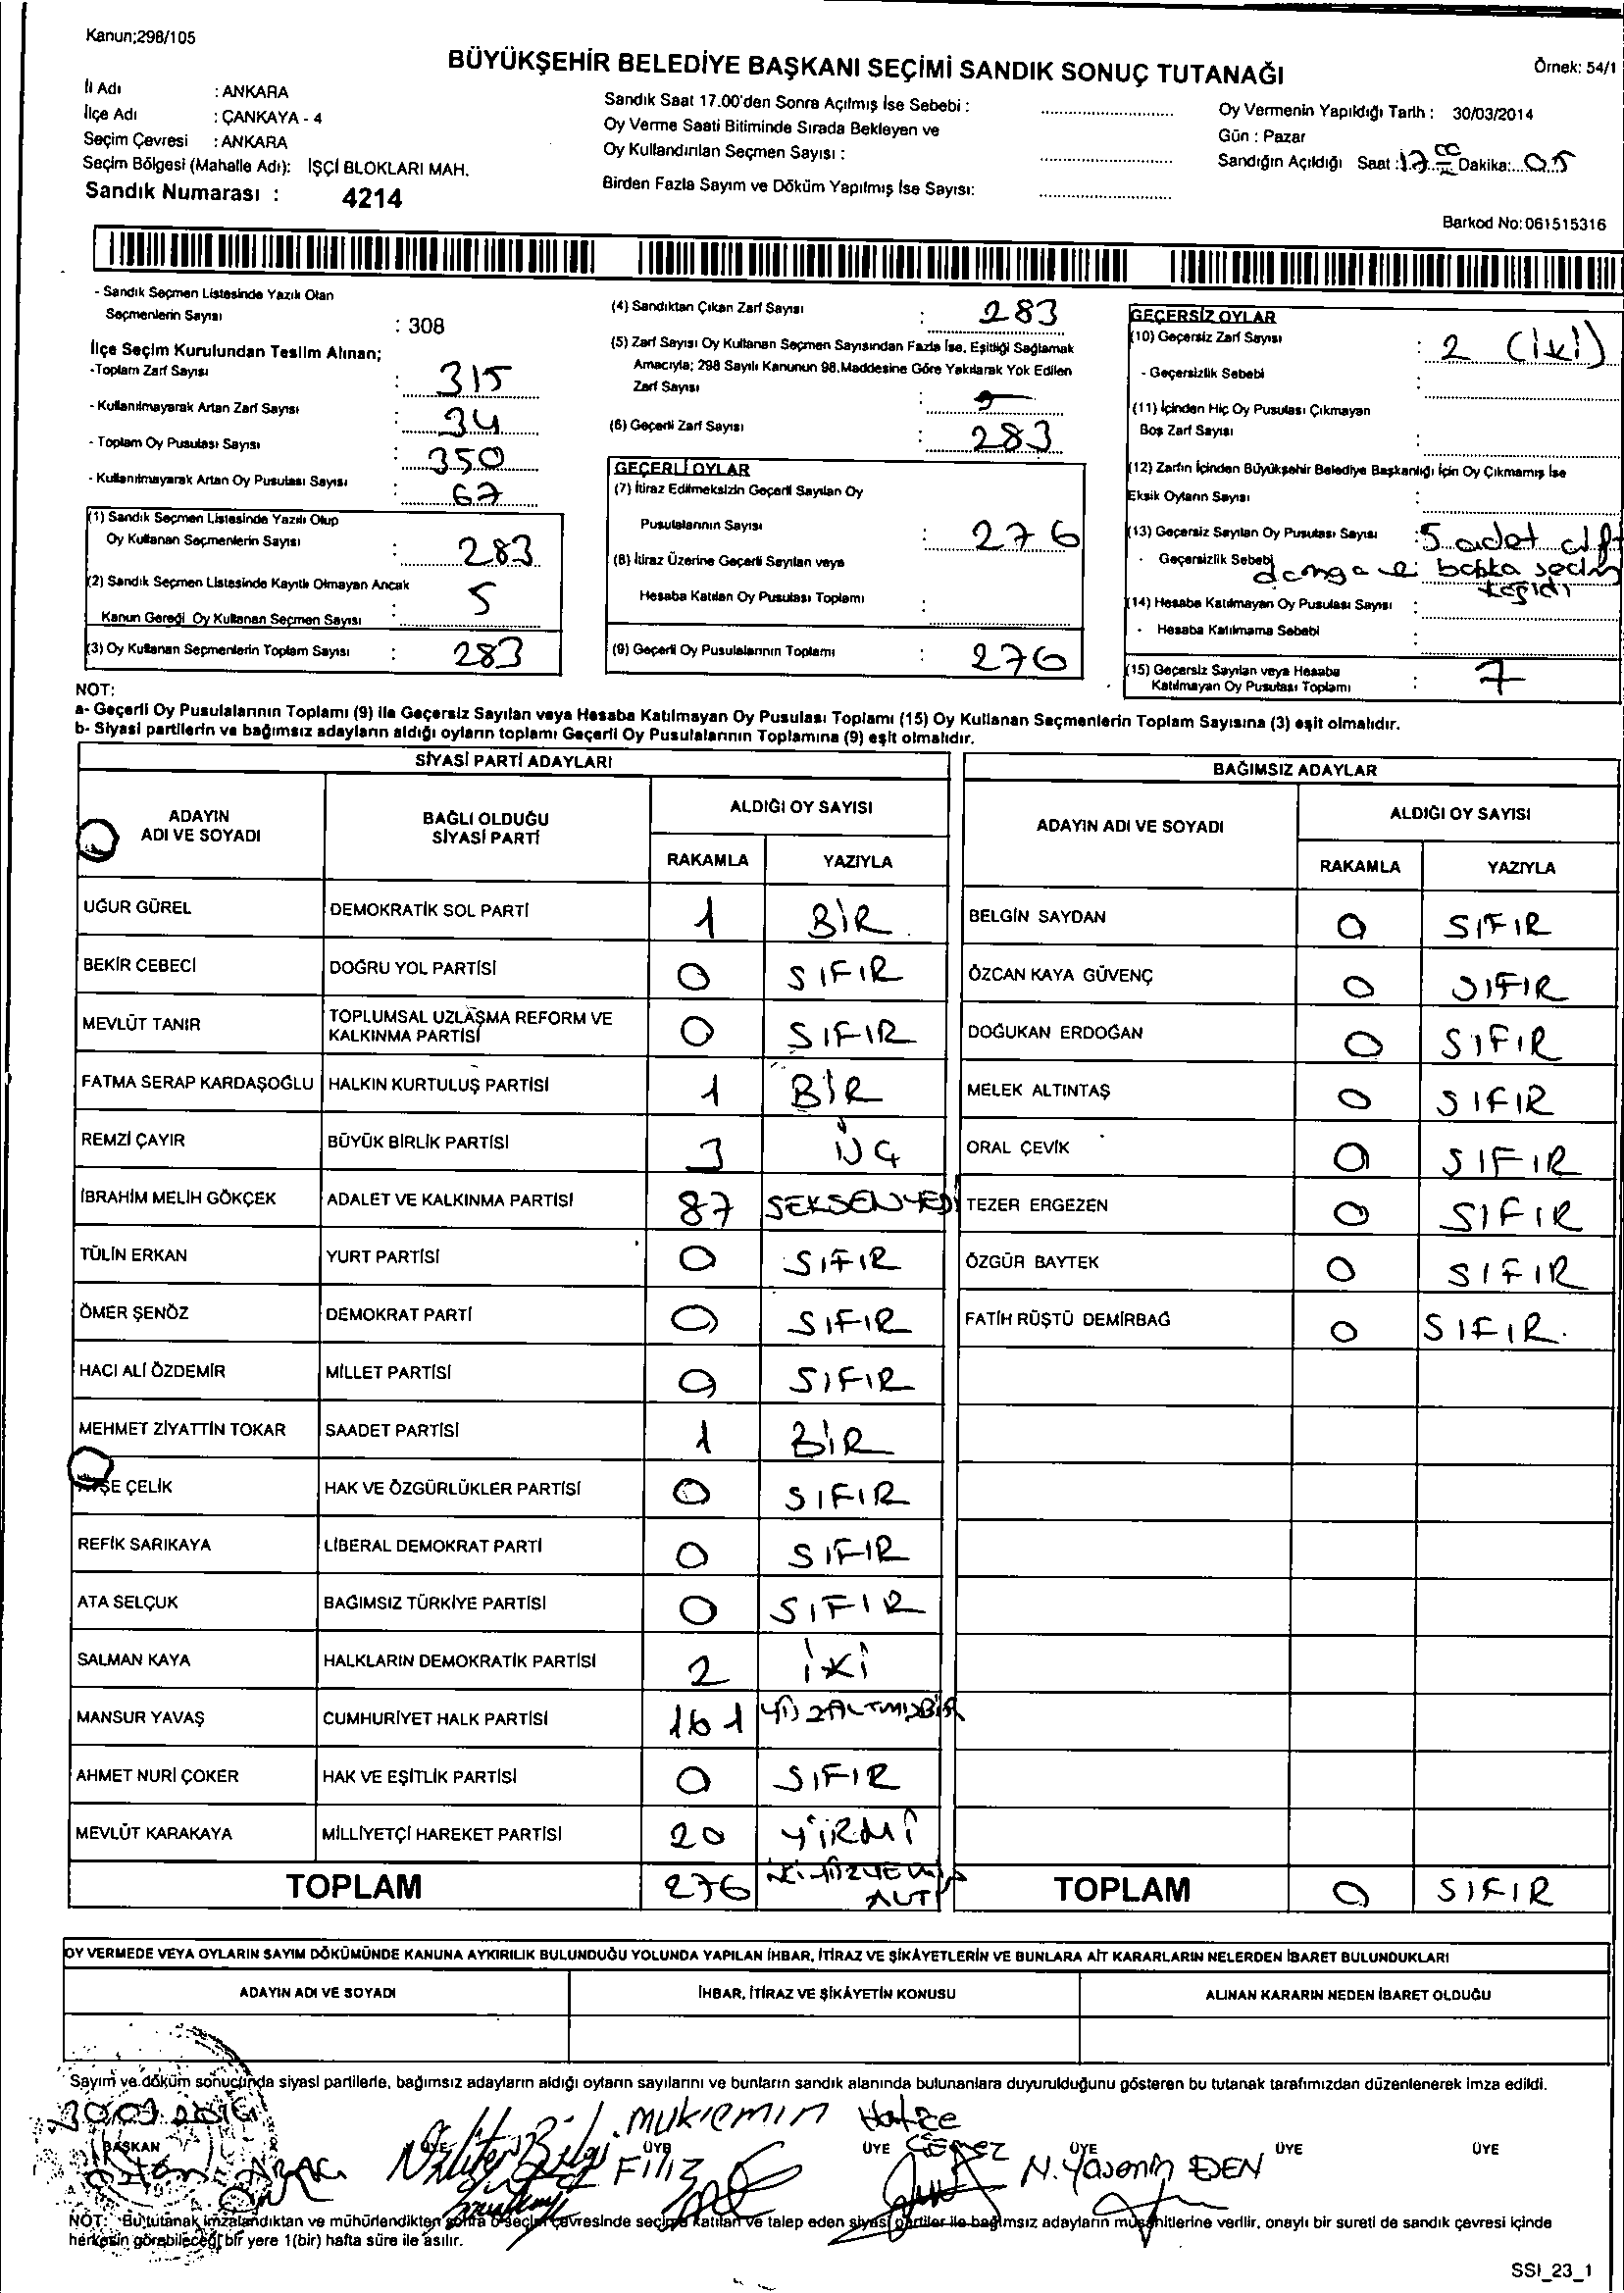 Kanun;298/105
BÜYÜKŞEHİR BELEDİYE BAŞKANI SEÇİMİ SANDIK SONUÇ TUTANAĞI
Örnek: 54/1
İl Adı : ANKARA
İlçe Adı : ÇANKAYA - 4
Seçim Çevresi : ANKARA
Seçim Bölgesi (Mahalle Adı): İŞÇİ BLOKLARI MAH.
Sandık Numarası : 4214
Sandık Saat 17.00'den Sonra Açılmış İse Sebebi :
Oy Verme Saati Bitiminde Sırada Bekleyen ve
Oy Kullandırılan Seçmen Sayısı :
Birden Fazla Sayım ve Döküm Yapılmış İse Sayısı:
Oy Vermenin Yapıldığı Tarih : 30/03/2014
Gün : Pazar
Sandığın Açıldığı Saat : 17 00 Dakika: 05
Barkod No: 061515316
- Sandık Seçmen Listesinde Yazılı Olan
Seçmenlerin Sayısı : 308
İlçe Seçim Kurulundan Teslim Alınan;
-Toplam Zarf Sayısı : 315
- Kullanılmayarak Artan Zarf Sayısı : 34
- Toplam Oy Pusulası Sayısı : 350
- Kullanılmayarak Artan Oy Pusulası Sayısı : 67
(1) Sandık Seçmen Listesinde Yazılı Olup
Oy Kullanan Seçmenlerin Sayısı : 283
(2) Sandık Seçmen Listesinde Kayıtlı Olmayan Ancak
Kanun Gereği Oy Kullanan Seçmen Sayısı : 5
(3) Oy Kullanan Seçmenlerin Toplam Sayısı : 283
(4) Sandıktan Çıkan Zarf Sayısı : 283
(5) Zarf Sayısı Oy Kullanan Seçmen Sayısından Fazla İse, Eşitliği Sağlamak
Amacıyla; 298 Sayılı Kanunun 98.Maddesine Göre Yakılarak Yok Edilen
Zarf Sayısı :
(6) Geçerli Zarf Sayısı : 283
GEÇERLİ OYLAR
(7) İtiraz Edilmeksizin Geçerli Sayılan Oy
Pusulalarının Sayısı : 276
(8) İtiraz Üzerine Geçerli Sayılan veya
Hesaba Katılan Oy Pusulası Toplamı :
(9) Geçerli Oy Pusulalarının Toplamı : 276
GEÇERSİZ OYLAR
(10) Geçersiz Zarf Sayısı : 2 (iki)
- Geçersizlik Sebebi :
(11) İçinden Hiç Oy Pusulası Çıkmayan
Boş Zarf Sayısı :
(12) Zarfın İçinden Büyükşehir Belediye Başkanlığı İçin Oy Çıkmamış İse
Eksik Oyların Sayısı :
(13) Geçersiz Sayılan Oy Pusulası Sayısı : 5 adet çift
- Geçersizlik Sebebi damga ve başka seçim
(14) Hesaba Katılmayan Oy Pusulası Sayısı :
- Hesaba Katılmama Sebebi :
(15) Geçersiz Sayılan veya Hesaba
Katılmayan Oy Pusulası Toplamı : 7
NOT:
a- Geçerli Oy Pusulalarının Toplamı (9) ile Geçersiz Sayılan veya Hesaba Katılmayan Oy Pusulası Toplamı (15) Oy Kullanan Seçmenlerin Toplam Sayısına (3) eşit olmalıdır.
b- Siyasi partilerin ve bağımsız adayların aldığı oyların toplamı Geçerli Oy Pusulalarının Toplamına (9) eşit olmalıdır.
SİYASİ PARTİ ADAYLARI
ADAYIN ADI VE SOYADI BAĞLI OLDUĞU SİYASİ PARTİ ALDIĞI OY SAYISI
RAKAMLA YAZIYLA
UĞUR GÜREL DEMOKRATİK SOL PARTİ 1 BİR
BEKİR CEBECİ DOĞRU YOL PARTİSİ 0 SIFIR
MEVLÜT TANIR TOPLUMSAL UZLAŞMA REFORM VE KALKINMA PARTİSİ 0 SIFIR
FATMA SERAP KARDAŞOĞLU HALKIN KURTULUŞ PARTİSİ 1 BİR
REMZİ ÇAYIR BÜYÜK BİRLİK PARTİSİ 3 ÜÇ
İBRAHİM MELİH GÖKÇEK ADALET VE KALKINMA PARTİSİ 87 SEKSENYEDİ
TÜLİN ERKAN YURT PARTİSİ 0 SIFIR
ÖMER ŞENÖZ DEMOKRAT PARTİ 0 SIFIR
HACI ALİ ÖZDEMİR MİLLET PARTİSİ 0 SIFIR
MEHMET ZİYATTİN TOKAR SAADET PARTİSİ 1 BİR
ÇELİK HAK VE ÖZGÜRLÜKLER PARTİSİ 0 SIFIR
REFİK SARIKAYA LİBERAL DEMOKRAT PARTİ 0 SIFIR
ATA SELÇUK BAĞIMSIZ TÜRKİYE PARTİSİ 0 SIFIR
SALMAN KAYA HALKLARIN DEMOKRATİK PARTİSİ 2 İKİ
MANSUR YAVAŞ CUMHURİYET HALK PARTİSİ 161 YÜZALTMIŞBİR
AHMET NURİ ÇOKER HAK VE EŞİTLİK PARTİSİ 0 SIFIR
MEVLÜT KARAKAYA MİLLİYETÇİ HAREKET PARTİSİ 20 YİRMİ
TOPLAM 276 İKİYÜZYETMİŞ ALTI
BAĞIMSIZ ADAYLAR
ADAYIN ADI VE SOYADI ALDIĞI OY SAYISI
RAKAMLA YAZIYLA
BELGİN SAYDAN 0 SIFIR
ÖZCAN KAYA GÜVENÇ 0 SIFIR
DOĞUKAN ERDOĞAN 0 SIFIR
MELEK ALTINTAŞ 0 SIFIR
ORAL ÇEVİK 0 SIFIR
TEZER ERGEZEN 0 SIFIR
ÖZGÜR BAYTEK 0 SIFIR
FATİH RÜŞTÜ DEMİRBAĞ 0 SIFIR.
TOPLAM 0 SIFIR
OY VERMEDE VEYA OYLARIN SAYIM DÖKÜMÜNDE KANUNA AYKIRILIK BULUNDUĞU YOLUNDA YAPILAN İHBAR, İTİRAZ VE ŞİKÂYETLERİN VE BUNLARA AİT KARARLARIN NELERDEN İBARET BULUNDUKLARI
ADAYIN ADI VE SOYADI İHBAR, İTİRAZ VE ŞİKÂYETİN KONUSU ALINAN KARARIN NEDEN İBARET OLDUĞU
Sayım ve döküm sonucunda siyasi partilerle, bağımsız adayların aldığı oyların sayılarını ve bunların sandık alanında bulunanlara duyurulduğunu gösteren bu tutanak tarafımızdan düzenlenerek imza edildi.
BAŞKAN ÜYE ÜYE ÜYE ÜYE ÜYE ÜYE
Bilgi
MÜKREMİN FİLİZ
Hatice
N. Yasemin EDEN
NOT: Bu tutanak imzalandıktan ve mühürlendikten sonra o seçim çevresinde seçime katılan ve talep eden siyasi partiler ile bağımsız adayların müşahitlerine verilir, onaylı bir sureti de sandık çevresi içinde
herkesin görebileceği bir yere 1(bir) hafta süre ile asılır.
SSI_23_1